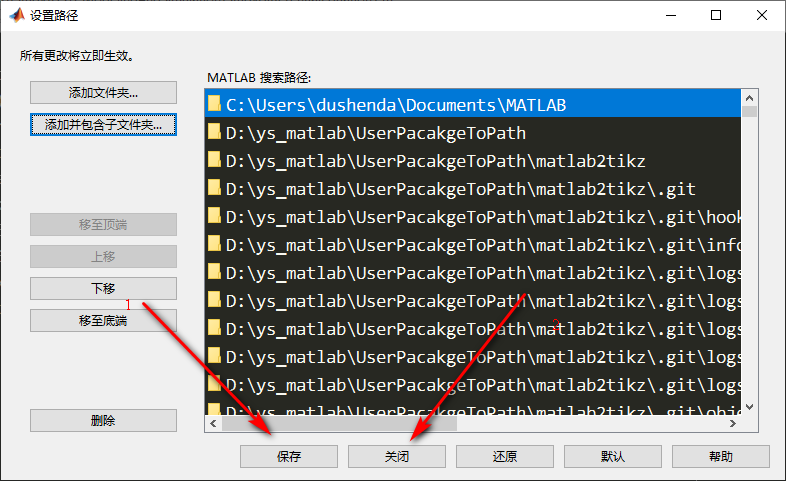 设置路径
所有更改将立即生效。
MATLAB 搜索路径:
添加文件夹...
添加并包含子文件夹...
移至顶端
上移
下移
1
移至底端
删除
C:\Users\dushenda\Documents\MATLAB
D:\ys_matlab\UserPacakgeToPath
D:\ys_matlab\UserPacakgeToPath\matlab2tikz
D:\ys_matlab\UserPacakgeToPath\matlab2tikz\.git
D:\ys_matlab\UserPacakgeToPath\matlab2tikz\.git\hook
D:\ys_matlab\UserPacakgeToPath\matlab2tikz\.git\info
D:\ys_matlab\UserPacakgeToPath\matlab2tikz\.git\logs
D:\ys_matlab\UserPacakgeToPath\matlab2tikz\.git\logs
D:\ys_matlab\UserPacakgeToPath\matlab2tikz\.git\logs
D:\ys_matlab\UserPacakgeToPath\matlab2tikz\.git\logs
D:\ys_matlab\UserPacakgeToPath\matlab2tikz\.git\logs
D:\ys_matlab\UserPacakgeToPath\matlab2tikz\.git\obje
保存
关闭
还原
默认
帮助